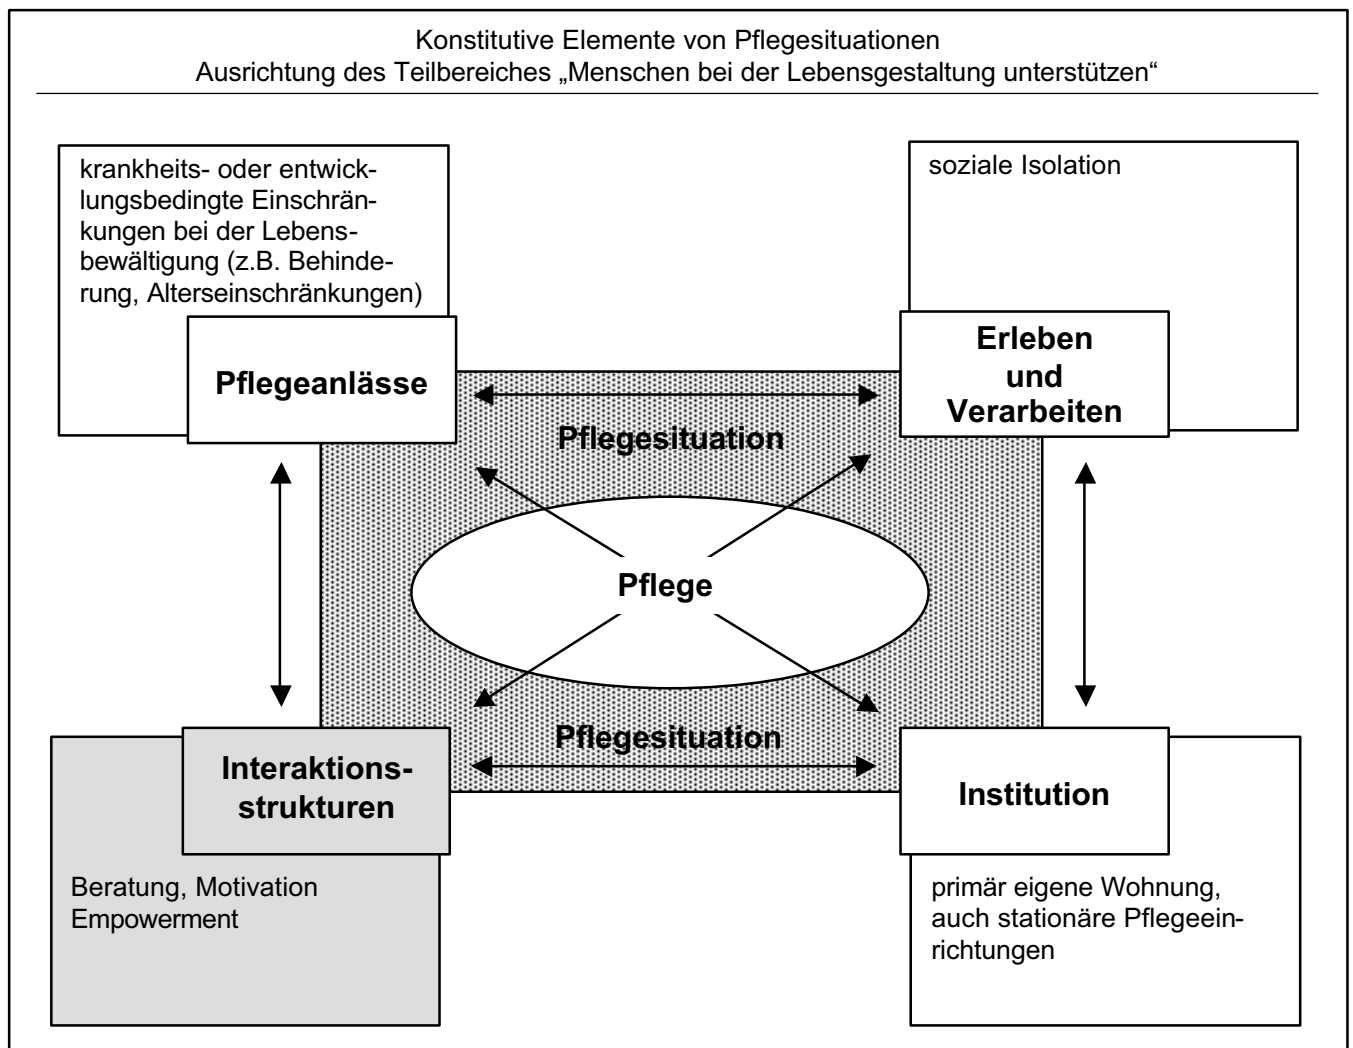 Konstitutive Elemente von Pflegesituationen
Ausrichtung des Teilbereiches „Menschen bei der Lebensgestaltung unterstützen“
krankheits- oder entwick-
lungsbedingte Einschrän-
kungen bei der Lebens-
bewältigung (z.B. Behinde-
rung, Alterseinschränkungen)
Pflegeanlässe
soziale Isolation
Erleben
und
Verarbeiten
Pflegesituation
Pflege
Pflegesituation
Interaktions-
strukturen
Beratung, Motivation
Empowerment
Institution
primär eigene Wohnung,
auch stationäre Pflegeein-
richtungen